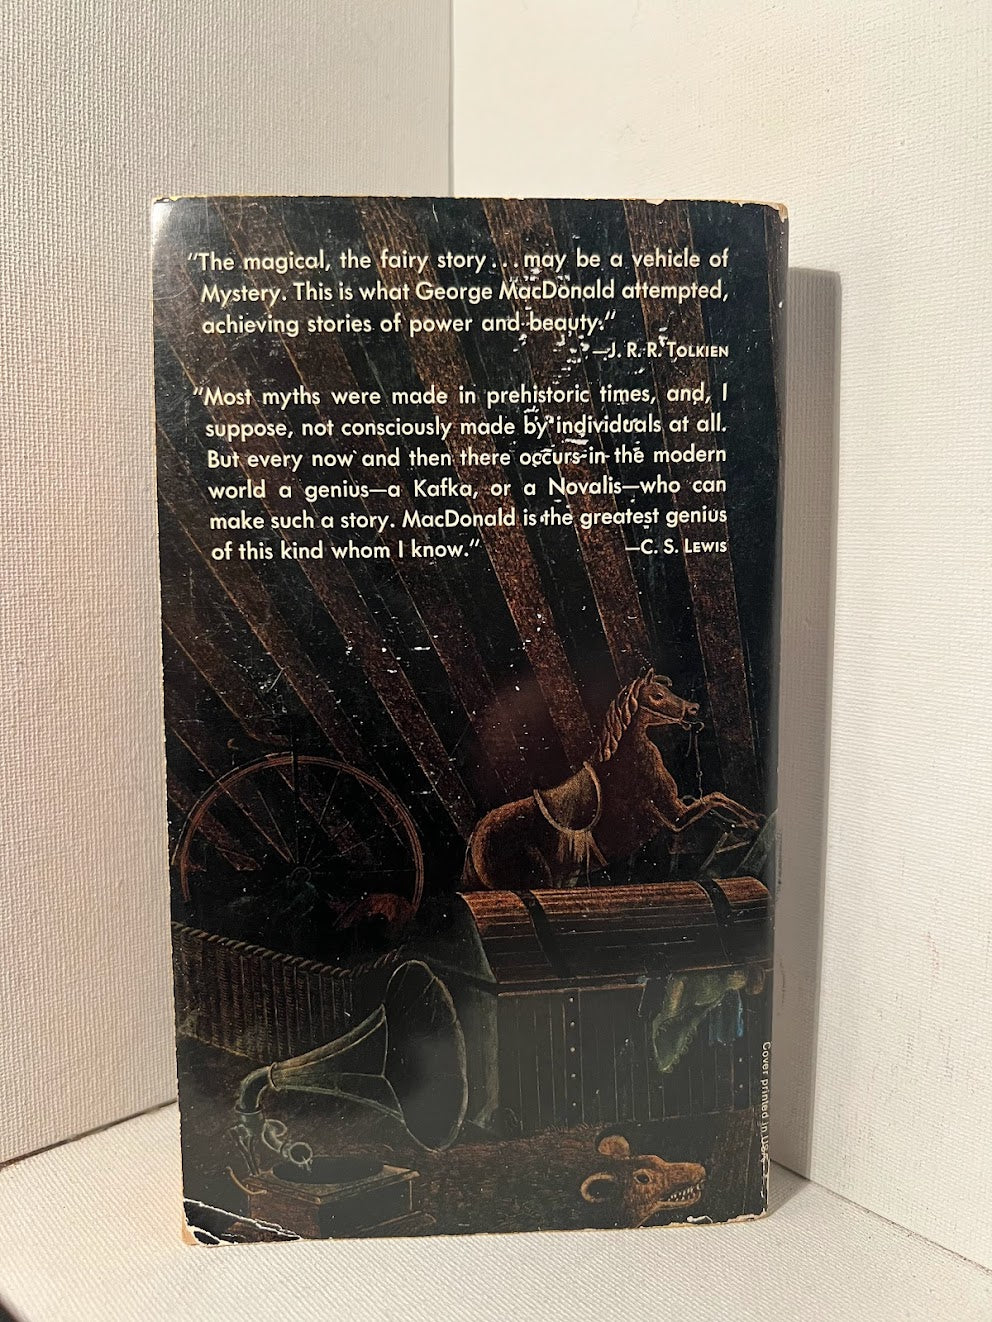 “The magical, the fairy story . . . may be a vehicle of
Mystery. This is what George MacDonald attempted,
achieving stories of power and beauty.”
—J. R. R. TOLKIEN
“Most myths were made in prehistoric times, and, I
suppose, not consciously made by individuals at all.
But every now and then there occurs in the modern
world a genius—a Kafka, or a Novalis—who can
make such a story. MacDonald is the greatest genius
of this kind whom I know.”
—C. S. LEWIS
Cover printed in USA